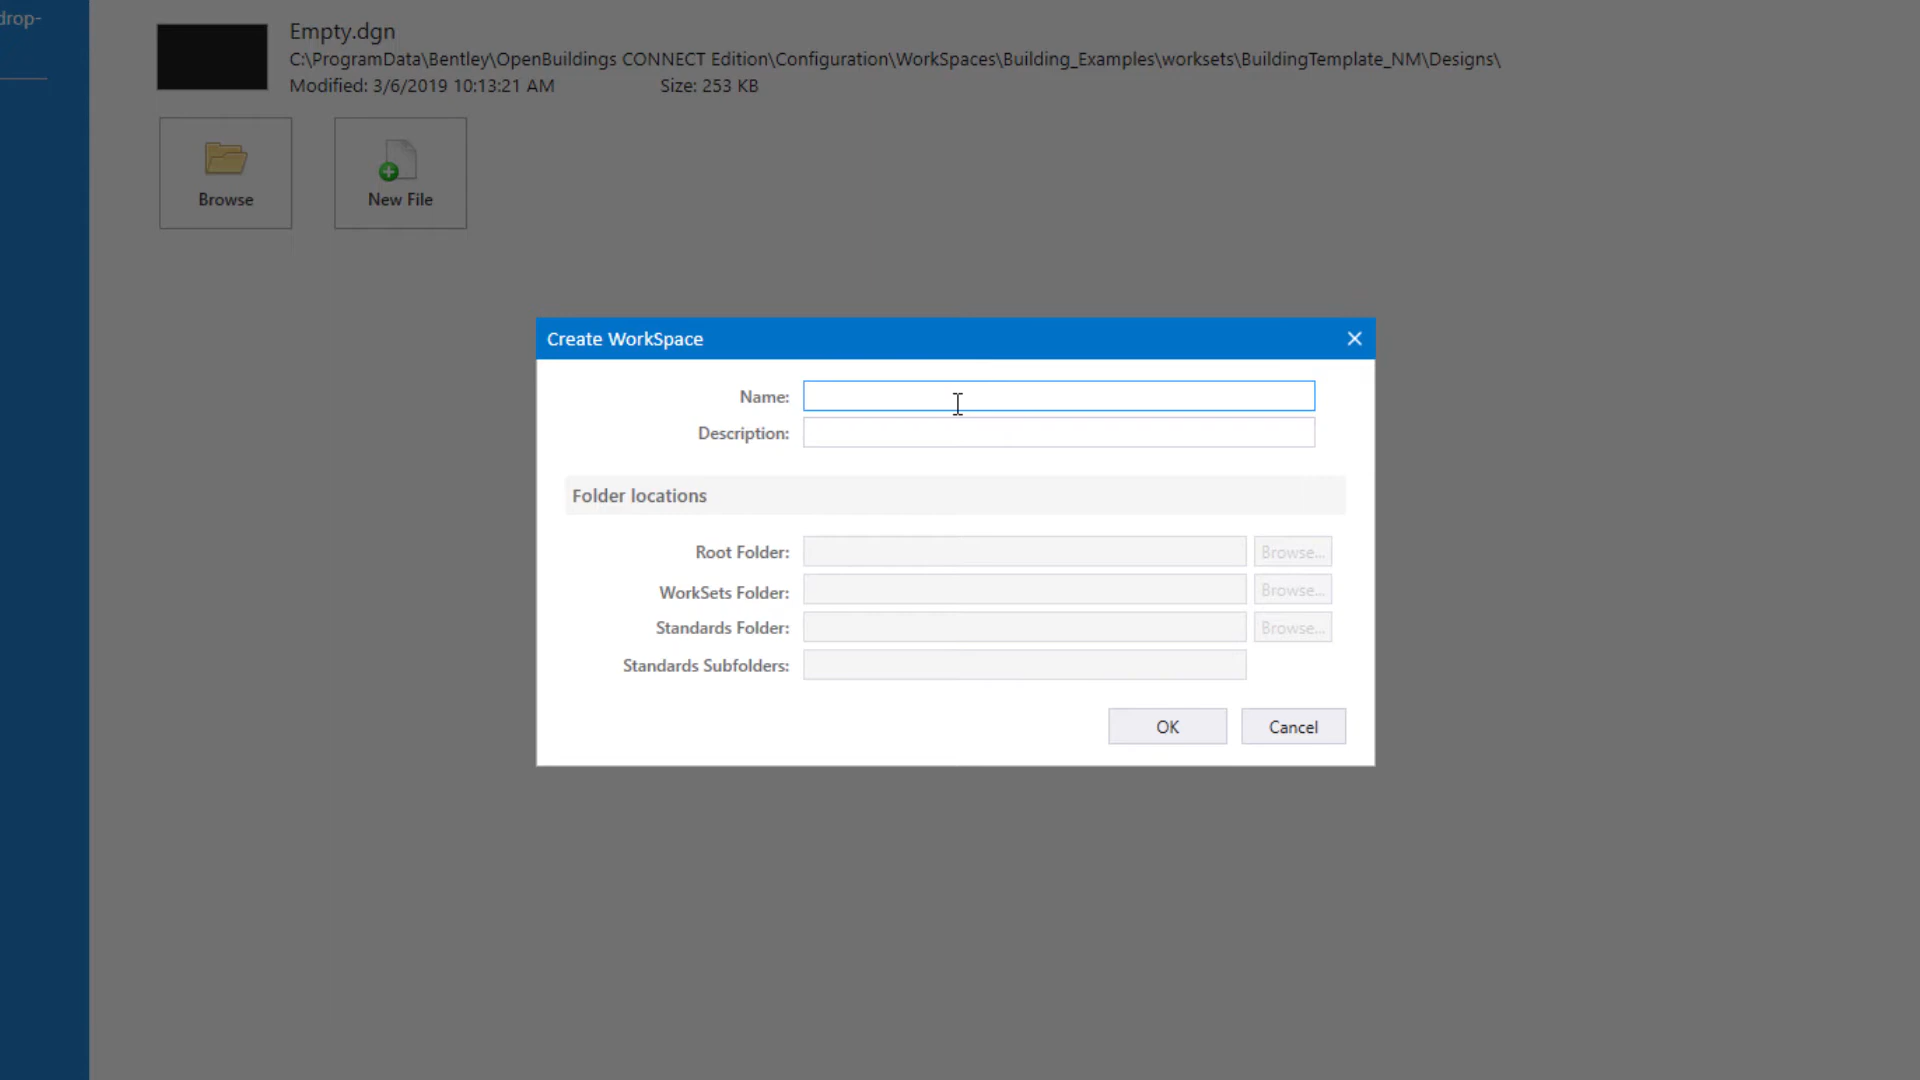 drop-
Empty.dgn
C:\ProgramData\Bentley\OpenBuildings CONNECT Edition\Configuration\WorkSpaces\Building_Examples\worksets\BuildingTemplate_NM\Designs\
Modified: 3/6/2019 10:13:21 AM Size: 253 KB
Browse New File
Create WorkSpace
Name:
Description:
Folder locations
Root Folder: Browse...
WorkSets Folder: Browse...
Standards Folder: Browse...
Standards Subfolders:
OK Cancel